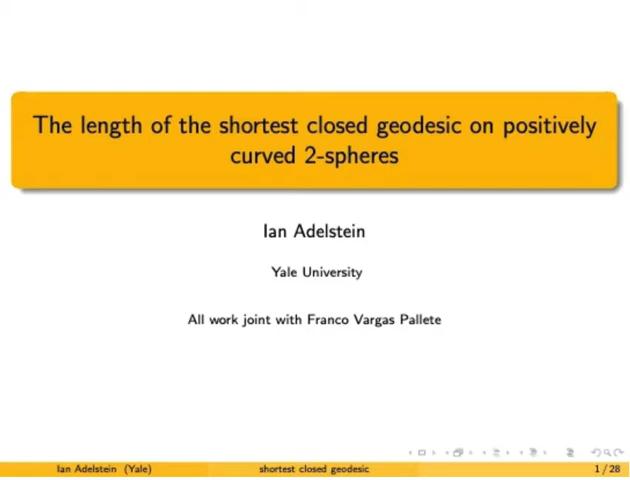 The length of the shortest closed geodesic on positively
curved 2-spheres
Ian Adelstein
Yale University
All work joint with Franco Vargas Pallete
Ian Adelstein (Yale) shortest closed geodesic 1 / 28